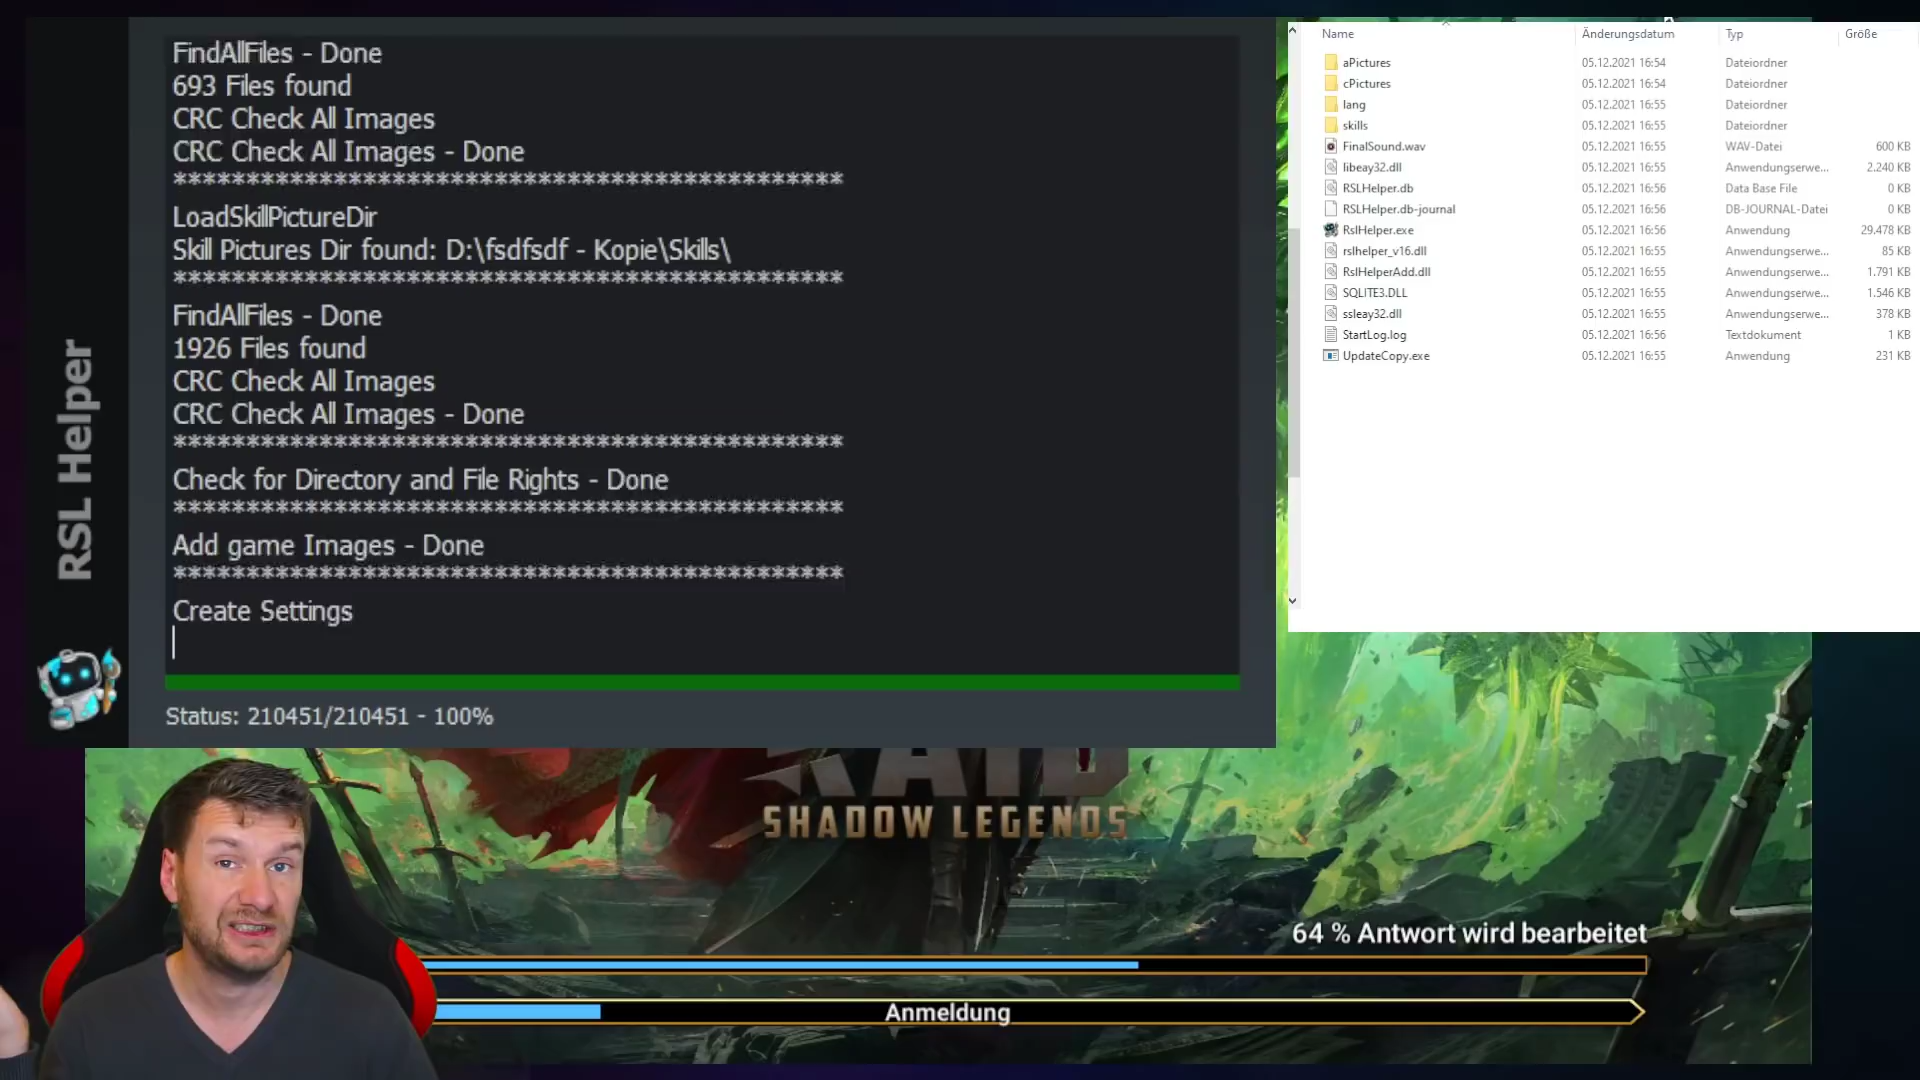 FindAllFiles - Done
693 Files found
CRC Check All Images
CRC Check All Images - Done
**********************************************
LoadSkillPictureDir
Skill Pictures Dir found: D:\fsdfsdf - Kopie\Skills\
**********************************************
FindAllFiles - Done
1926 Files found
CRC Check All Images
CRC Check All Images - Done
**********************************************
Check for Directory and File Rights - Done
**********************************************
Add game Images - Done
**********************************************
Create Settings
Status: 210451/210451 - 100%
RSL Helper
Name Änderungsdatum Typ Größe
aPictures 05.12.2021 16:54 Dateiordner
cPictures 05.12.2021 16:54 Dateiordner
lang 05.12.2021 16:55 Dateiordner
skills 05.12.2021 16:55 Dateiordner
FinalSound.wav 05.12.2021 16:55 WAV-Datei 600 KB
libeay32.dll 05.12.2021 16:55 Anwendungserwe... 2.240 KB
RSLHelper.db 05.12.2021 16:56 Data Base File 0 KB
RSLHelper.db-journal 05.12.2021 16:56 DB-JOURNAL-Datei 0 KB
RslHelper.exe 05.12.2021 16:56 Anwendung 29.478 KB
rslhelper_v16.dll 05.12.2021 16:55 Anwendungserwe... 85 KB
RslHelperAdd.dll 05.12.2021 16:55 Anwendungserwe... 1.791 KB
SQLITE3.DLL 05.12.2021 16:55 Anwendungserwe... 1.546 KB
ssleay32.dll 05.12.2021 16:55 Anwendungserwe... 378 KB
StartLog.log 05.12.2021 16:56 Textdokument 1 KB
UpdateCopy.exe 05.12.2021 16:55 Anwendung 231 KB
RAID
SHADOW LEGENDS
64 % Antwort wird bearbeitet
Anmeldung